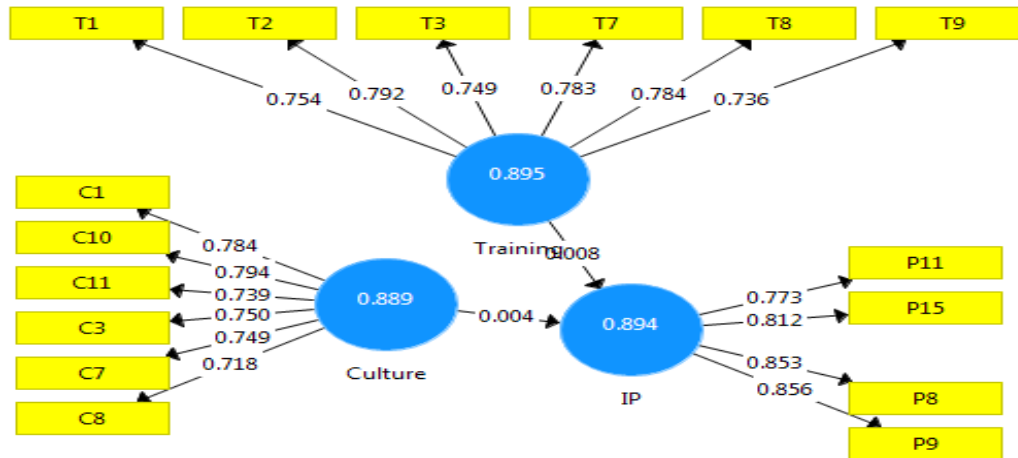 T1 T2 T3 T7 T8 T9
0.754 0.792 0.749 0.783 0.784 0.736
0.895
Training
0.008
C1
C10
C11
C3
C7
C8
0.784
0.794
0.739
0.750
0.749
0.718
0.889
Culture
0.004
0.894
IP
0.773
0.812
0.853
0.856
P11
P15
P8
P9